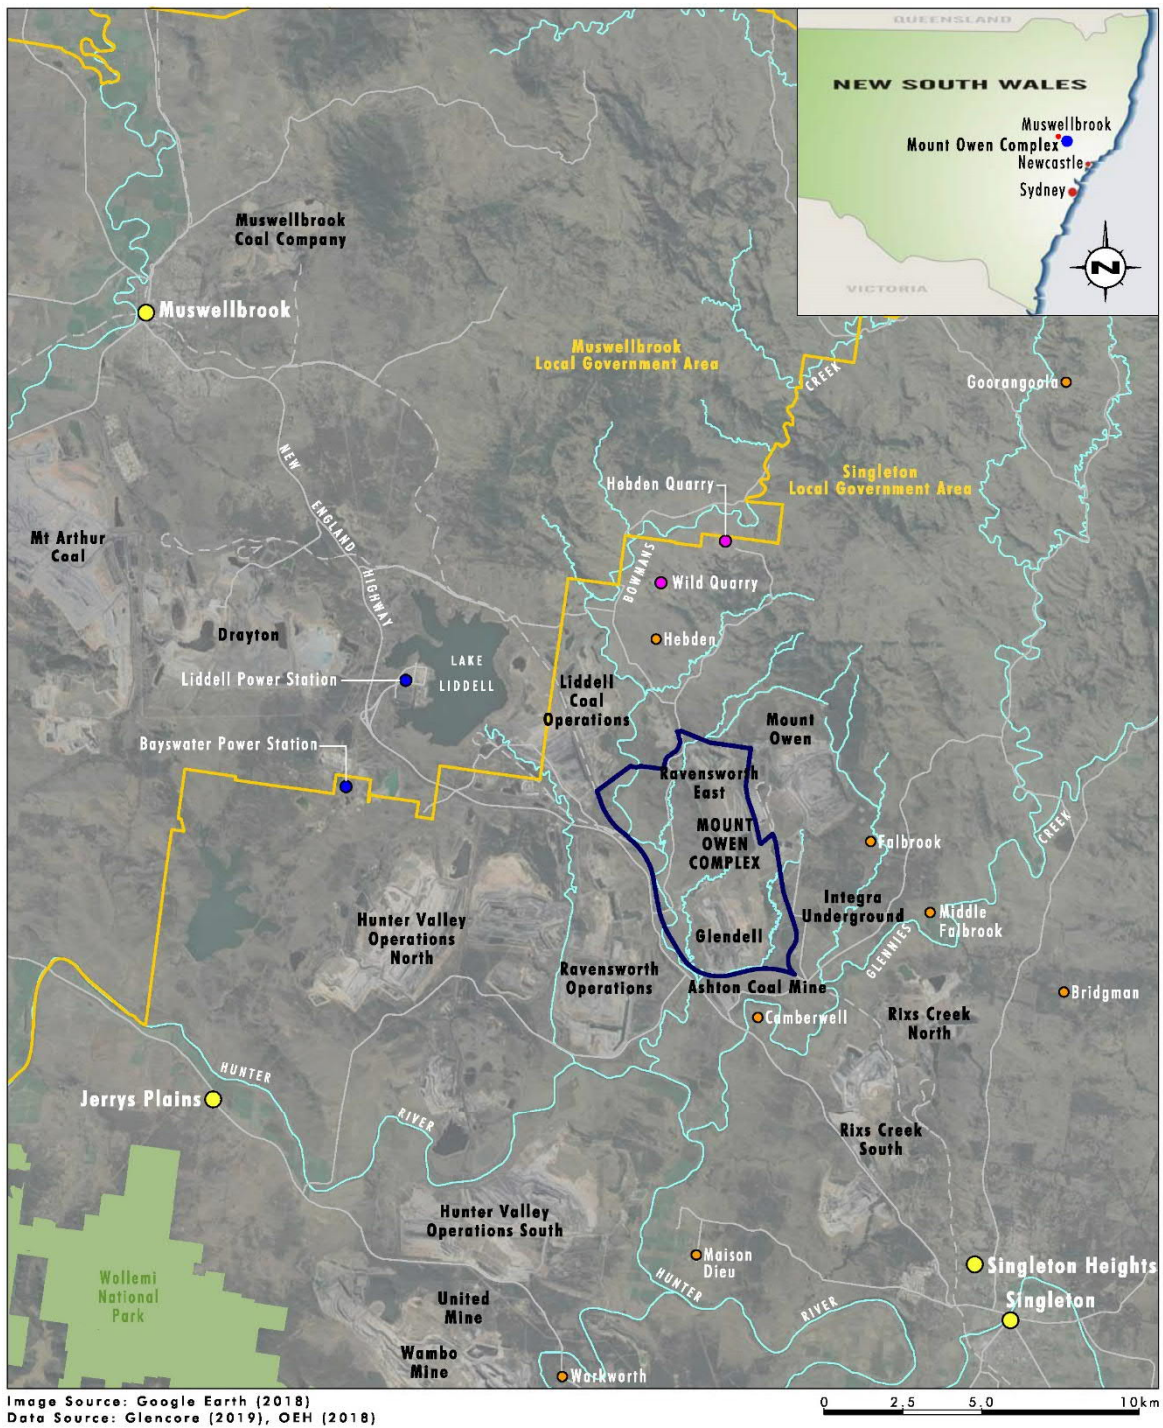 QUEENSLAND
NEW SOUTH WALES
Muswellbrook
Mount Owen Complex
Newcastle
Sydney
N
VICTORIA
Muswellbrook
Coal Company
Muswellbrook
Muswellbrook
Local Government Area
CREEK
Goorangoola
NEW
ENGLAND
HIGHWAY
Singleton
Local Government Area
Hebden Quarry
Mt Arthur
Coal
BOWMANS
Wild Quarry
Drayton
Hebden
LAKE
LIDDELL
Liddell Power Station
Liddell
Coal
Operations
Mount
Owen
Bayswater Power Station
Ravensworth
East
MOUNT
OWEN
COMPLEX
CREEK
Falbrook
Integra
Underground
Middle
Falbrook
Hunter Valley
Operations
North
Glendell
GLENNIES
Ravensworth
Operations
Ashton Coal Mine
Bridgman
Camberwell
Rixs Creek
North
HUNTER
Jerrys Plains
RIVER
Rixs Creek
South
Hunter Valley
Operations South
Maison
Dieu
Singleton Heights
Singleton
HUNTER
RIVER
Wollemi
National
Park
United
Mine
Wambo
Mine
Warkworth
Image Source: Google Earth (2018)
Data Source: Glencore (2019), OEH (2018)
0 2.5 5.0 10km